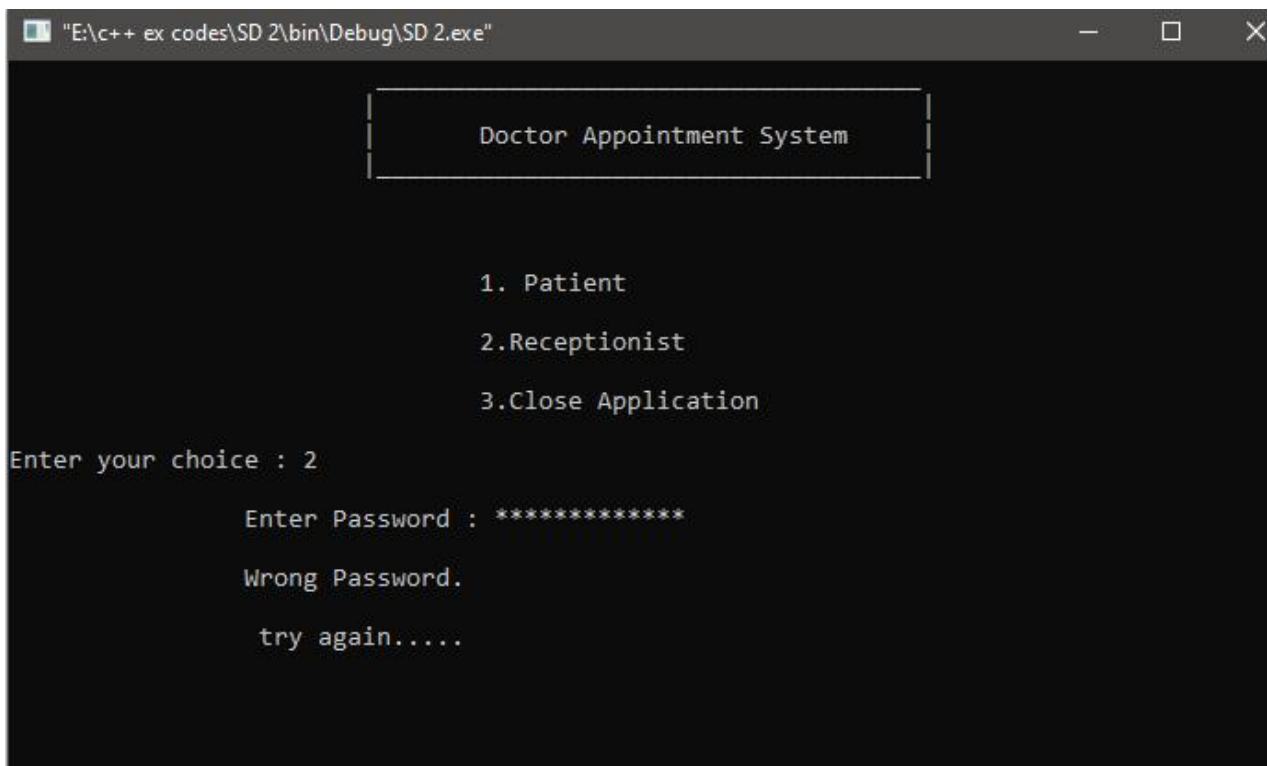 "E:\c++ ex codes\SD 2\bin\Debug\SD 2.exe"
Doctor Appointment System
1. Patient
2.Receptionist
3.Close Application
Enter your choice : 2
Enter Password : *************
Wrong Password.
try again.....